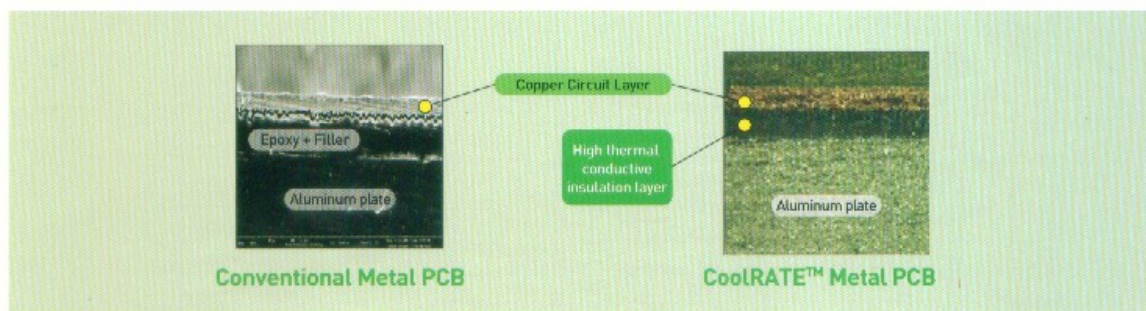 Copper Circuit Layer
Epoxy + Filler
High thermal
conductive
insulation layer
Aluminum plate
Aluminum plate
Conventional Metal PCB
CoolRATE™ Metal PCB